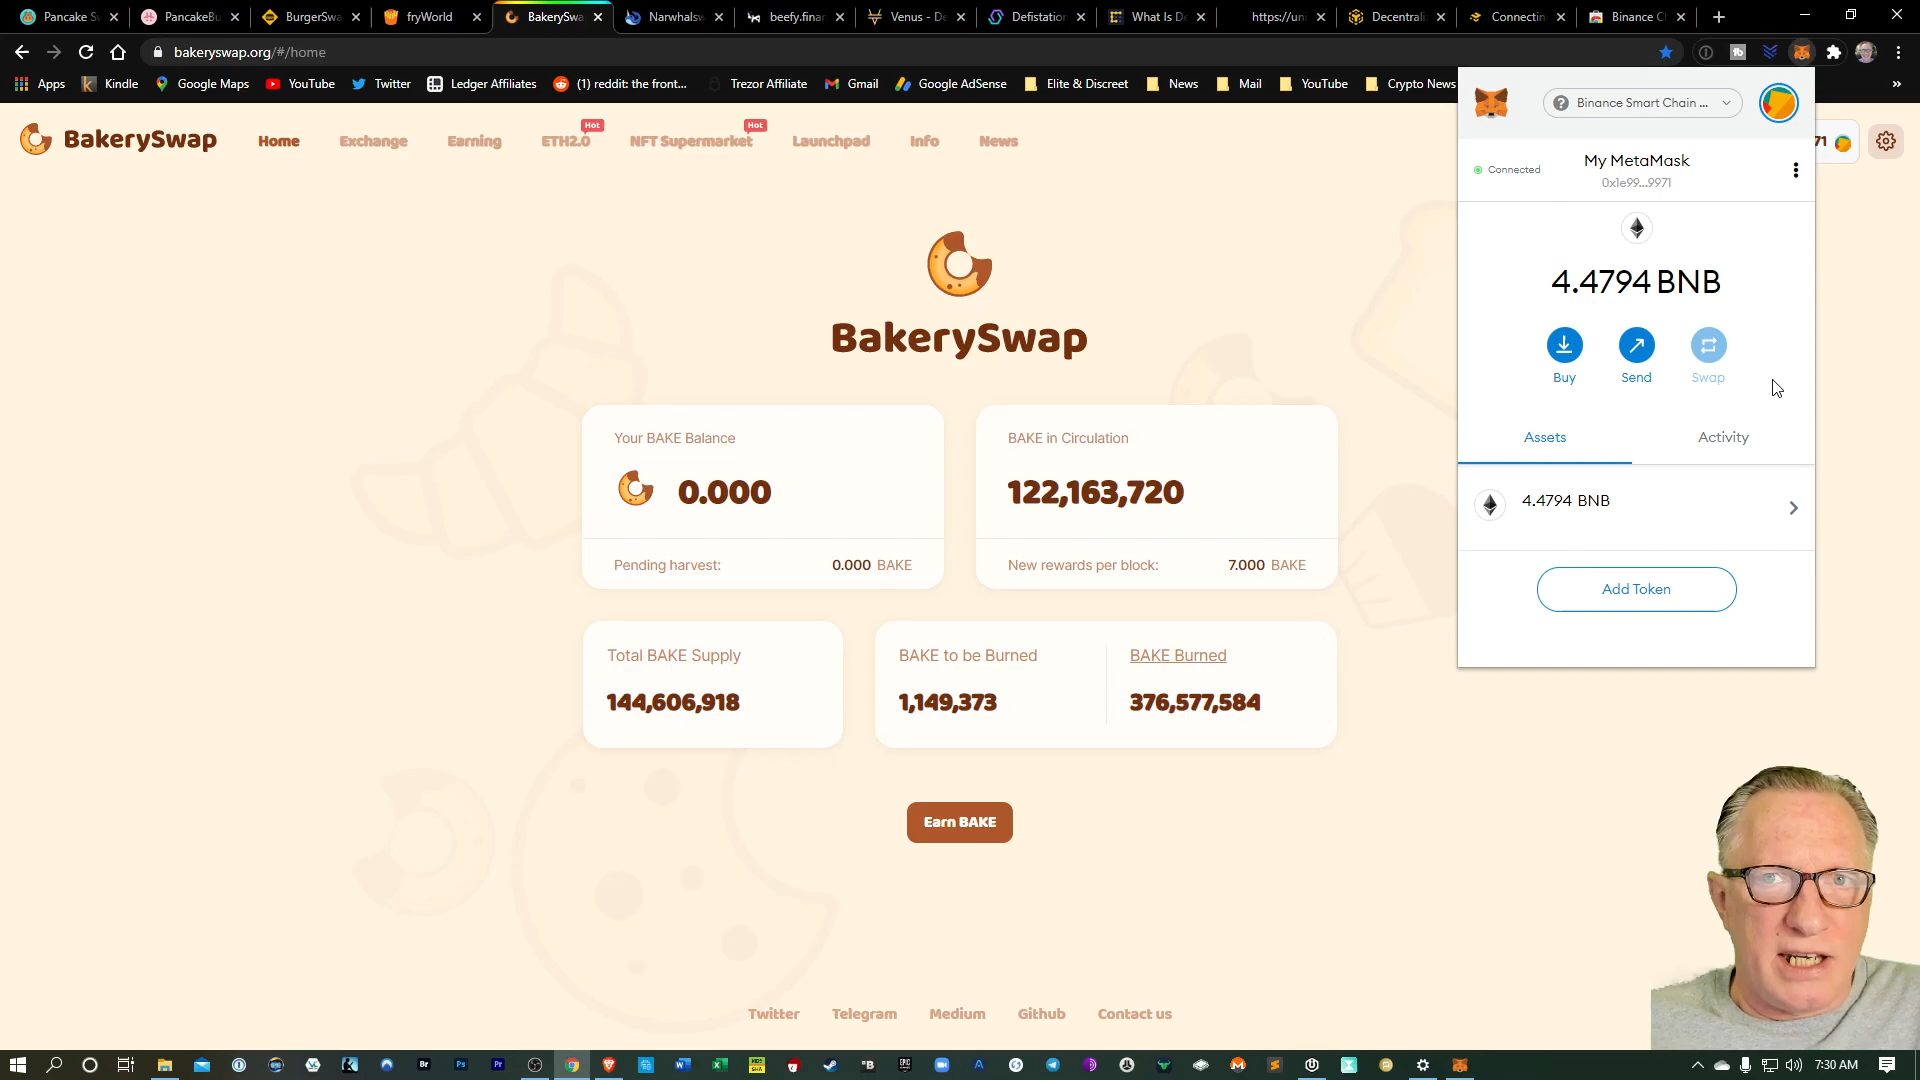 Pancake S
PancakeBu
BurgerSwa
fryWorld
BakerySwa
Narwhalsw
beefy.finan
Venus - De
Defistation
What Is De
https://uni
Decentrali
Connectin
Binance C
bakeryswap.org/#/home
Apps
Kindle
Google Maps
YouTube
Twitter
Ledger Affiliates
(1) reddit: the front...
Trezor Affiliate
Gmail
Google AdSense
Elite & Discreet
News
Mail
YouTube
Crypto News
BakerySwap
Home
Exchange
Earning
ETH2.0
Hot
NFT Supermarket
Hot
Launchpad
Info
News
71
Binance Smart Chain ...
Connected
My MetaMask
0x1e99...9971
4.4794 BNB
Buy
Send
Swap
Assets
Activity
4.4794 BNB
Add Token
BakerySwap
Your BAKE Balance
0.000
Pending harvest:
0.000 BAKE
BAKE in Circulation
122,163,720
New rewards per block:
7.000 BAKE
Total BAKE Supply
144,606,918
BAKE to be Burned
1,149,373
BAKE Burned
376,577,584
Earn BAKE
Twitter
Telegram
Medium
Github
Contact us
7:30 AM